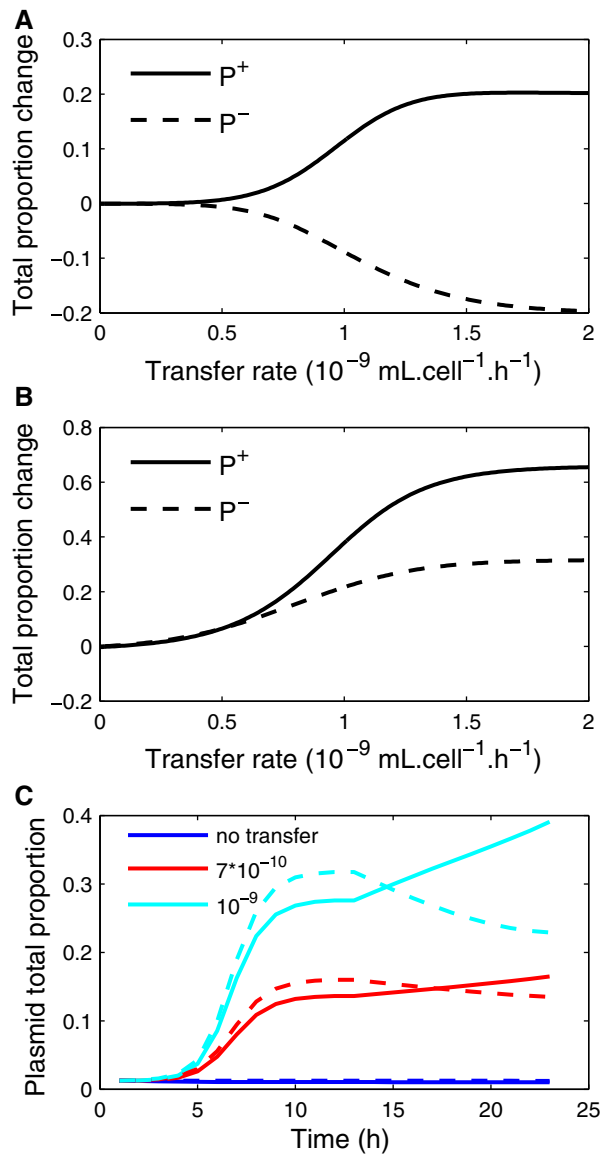 A
Total proportion change
0.3
0.2
0.1
0
−0.1
−0.2
P⁺
P⁻
0
0.5
1
1.5
2
Transfer rate (10⁻⁹ mL.cell⁻¹.h⁻¹)
B
Total proportion change
0.8
0.6
0.4
0.2
0
−0.2
P⁺
P⁻
0
0.5
1
1.5
2
Transfer rate (10⁻⁹ mL.cell⁻¹.h⁻¹)
C
Plasmid total proportion
0.4
0.3
0.2
0.1
0
no transfer
7*10⁻¹⁰
10⁻⁹
0
5
10
15
20
25
Time (h)